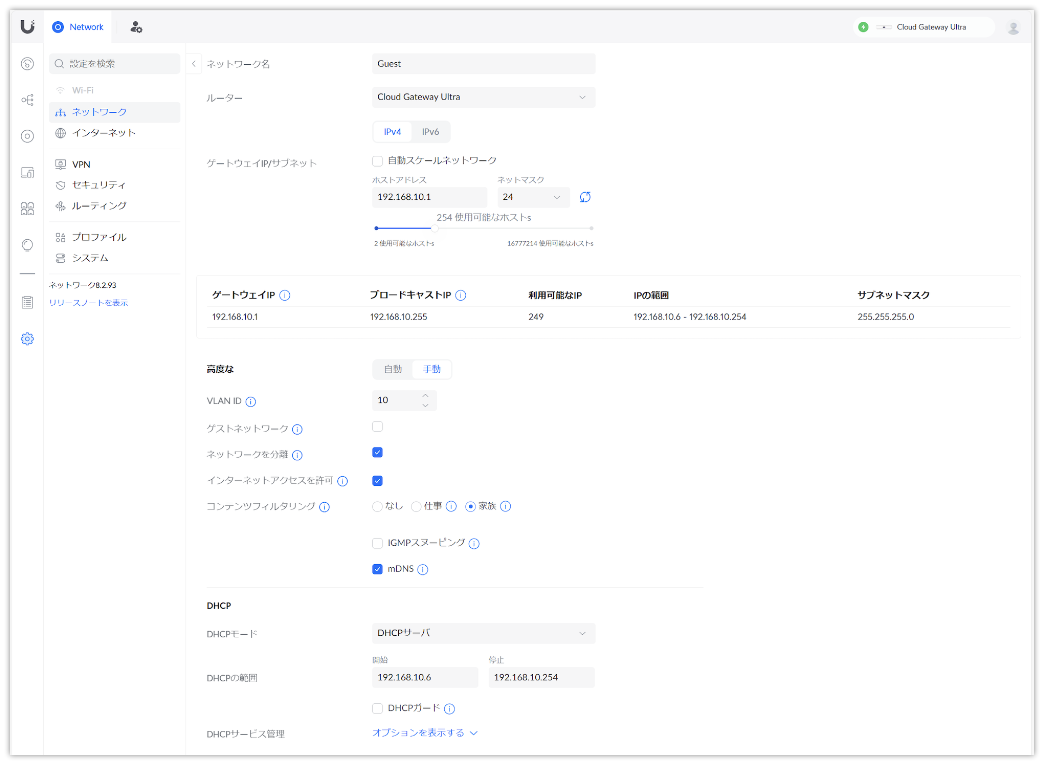 Network
Cloud Gateway Ultra
設定を検索
Wi-Fi
ネットワーク
インターネット
VPN
セキュリティ
ルーティング
プロファイル
システム
ネットワーク8.2.93
リリースノートを表示
ネットワーク名 Guest
ルーター Cloud Gateway Ultra
IPv4 IPv6
ゲートウェイIP/サブネット 自動スケールネットワーク
ホストアドレス ネットマスク
192.168.10.1 24
254 使用可能なホストs
2 使用可能なホストs 16777214 使用可能なホストs
ゲートウェイIP ブロードキャストIP 利用可能なIP IPの範囲 サブネットマスク
192.168.10.1 192.168.10.255 249 192.168.10.6 - 192.168.10.254 255.255.255.0
高度な 自動 手動
VLAN ID 10
ゲストネットワーク
ネットワークを分離
インターネットアクセスを許可
コンテンツフィルタリング なし 仕事 家族
IGMPスヌーピング
mDNS
DHCP
DHCPモード DHCPサーバ
開始 停止
DHCPの範囲 192.168.10.6 192.168.10.254
DHCPガード
DHCPサービス管理 オプションを表示する